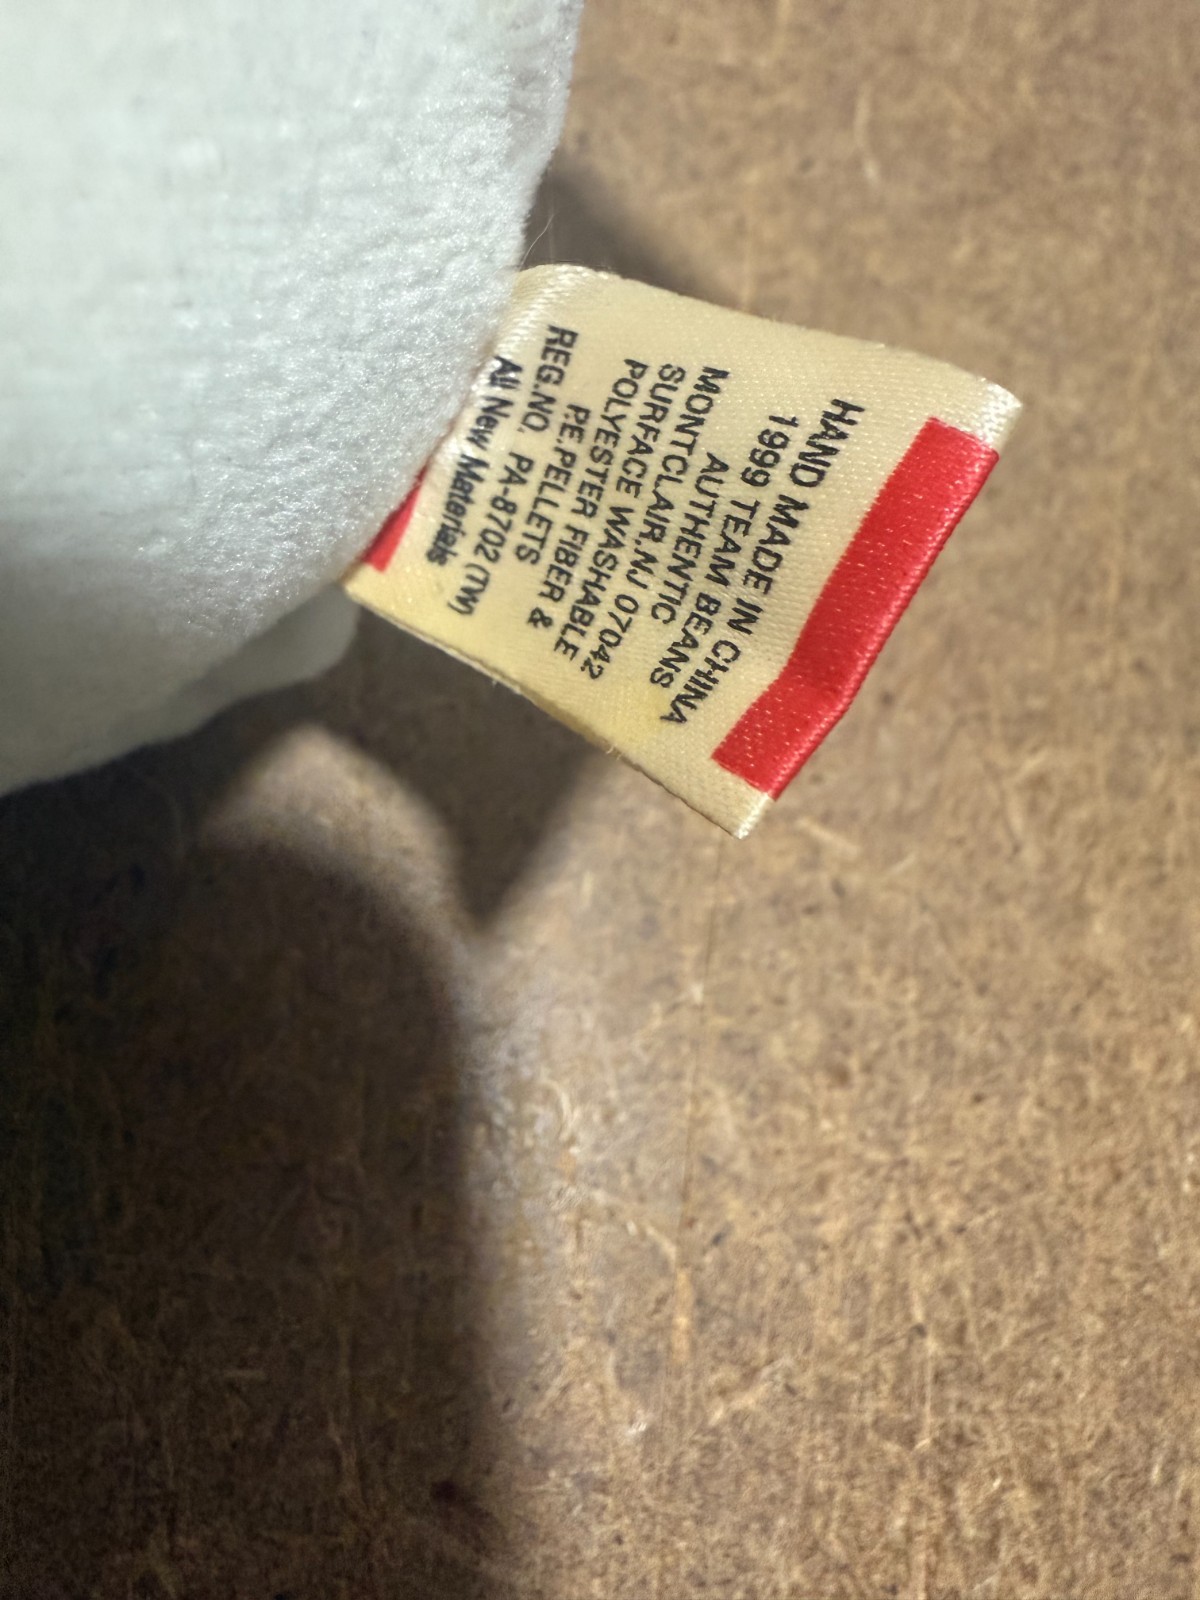 HAND MADE IN CHINA
1999 TEAM BEANS
AUTHENTIC
MONTCLAIR,NJ 07042
SURFACE WASHABLE
POLYESTER FIBER &
P.E.PELLETS
REG.NO. PA-8702 (TW)
All New Materials